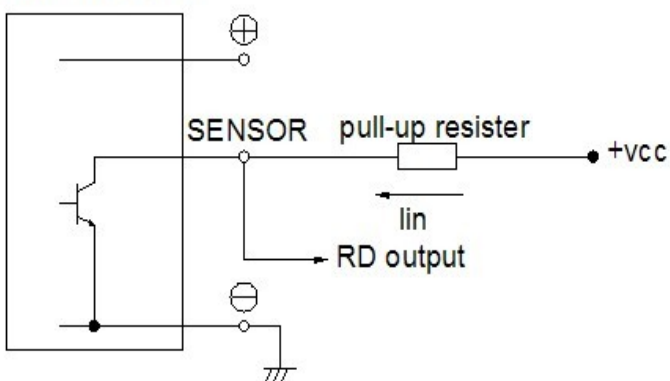 ⊕
SENSOR pull-up resister
+vcc
Iin
RD output
⊖